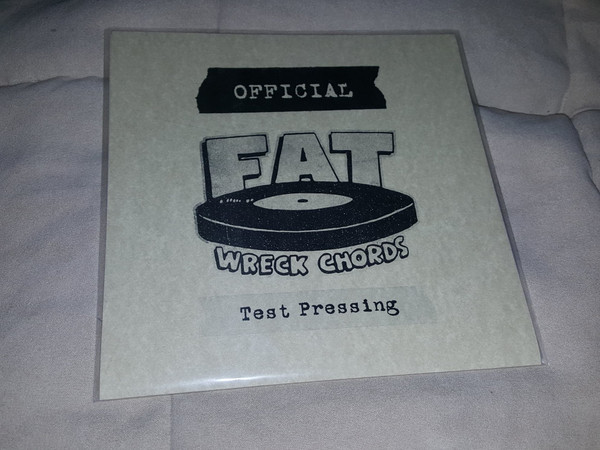 OFFICIAL
FAT
WRECK CHORDS
Test Pressing